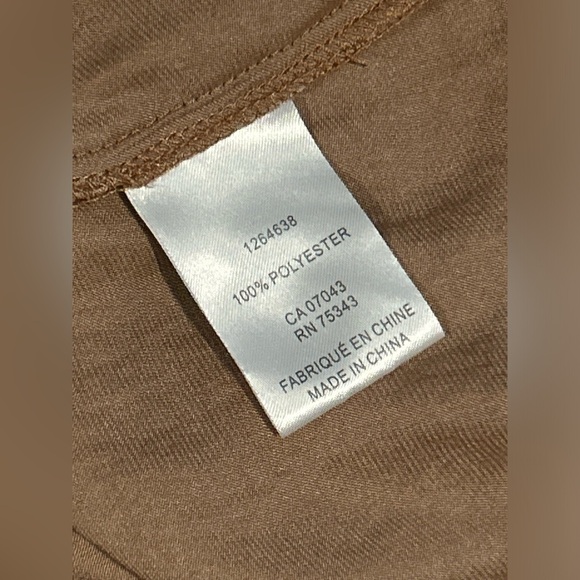 1264638
100% POLYESTER
CA 07043
RN 75343
FABRIQUÉ EN CHINE
MADE IN CHINA